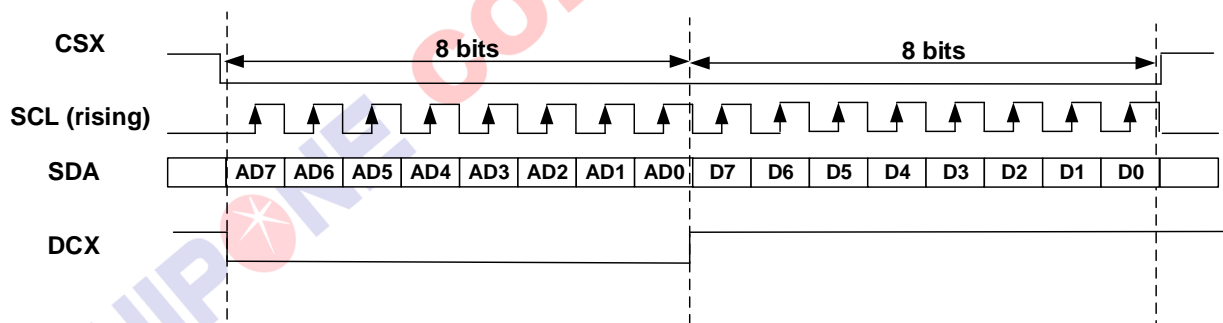 CSX
8 bits 8 bits
SCL (rising)
SDA AD7 AD6 AD5 AD4 AD3 AD2 AD1 AD0 D7 D6 D5 D4 D3 D2 D1 D0
DCX